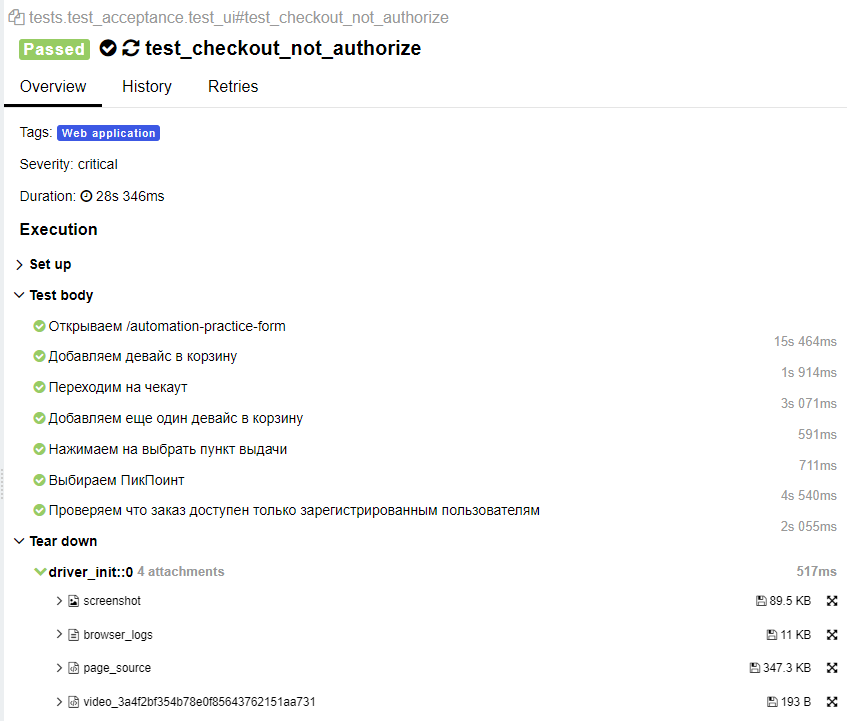 tests.test_acceptance.test_ui#test_checkout_not_authorize
Passed test_checkout_not_authorize
Overview History Retries
Tags: Web application
Severity: critical
Duration: 28s 346ms
Execution
Set up
Test body
Открываем /automation-practice-form
15s 464ms
Добавляем девайс в корзину
1s 914ms
Переходим на чекаут
3s 071ms
Добавляем еще один девайс в корзину
591ms
Нажимаем на выбрать пункт выдачи
711ms
Выбираем ПикПоинт
4s 540ms
Проверяем что заказ доступен только зарегистрированным пользователям
2s 055ms
Tear down
driver_init::0 4 attachments 517ms
screenshot 89.5 KB
browser_logs 11 KB
page_source 347.3 KB
video_3a4f2bf354b78e0f85643762151aa731 193 B